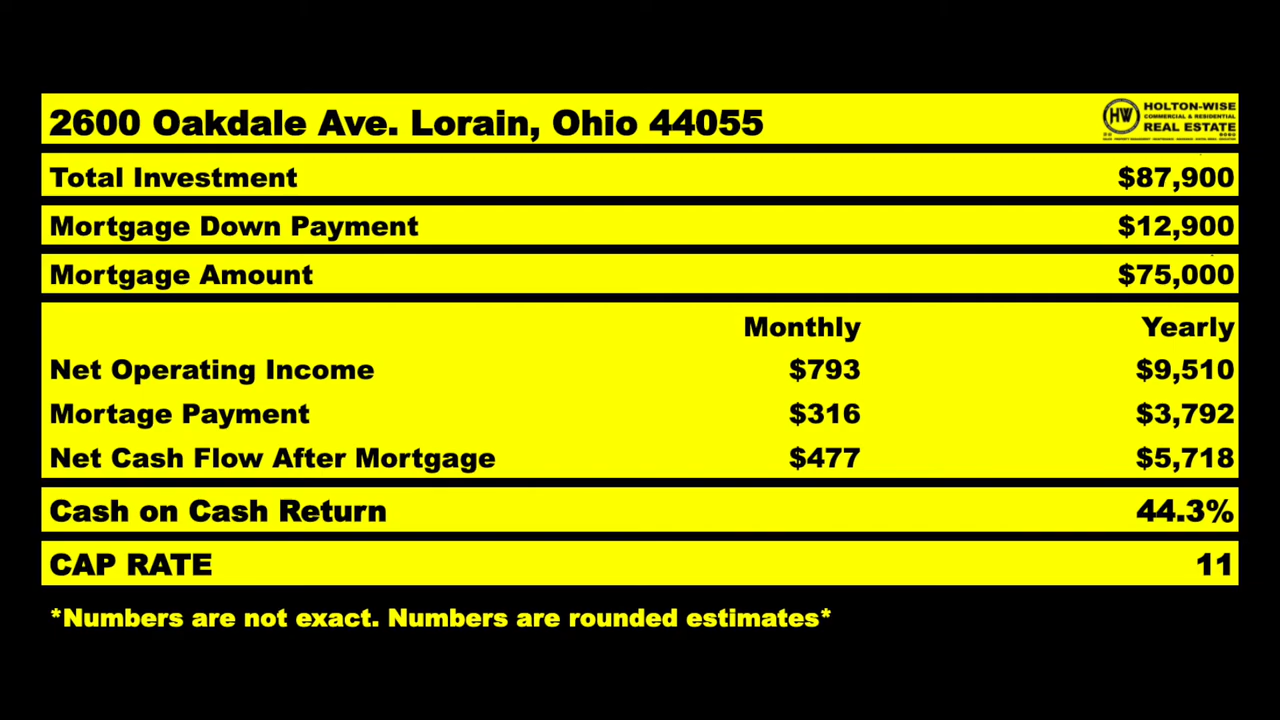 2600 Oakdale Ave. Lorain, Ohio 44055
HOLTON-WISE
COMMERCIAL & RESIDENTIAL
REAL ESTATE
HW
Total Investment $87,900
Mortgage Down Payment $12,900
Mortgage Amount $75,000
Monthly Yearly
Net Operating Income $793 $9,510
Mortage Payment $316 $3,792
Net Cash Flow After Mortgage $477 $5,718
Cash on Cash Return 44.3%
CAP RATE 11
*Numbers are not exact. Numbers are rounded estimates*